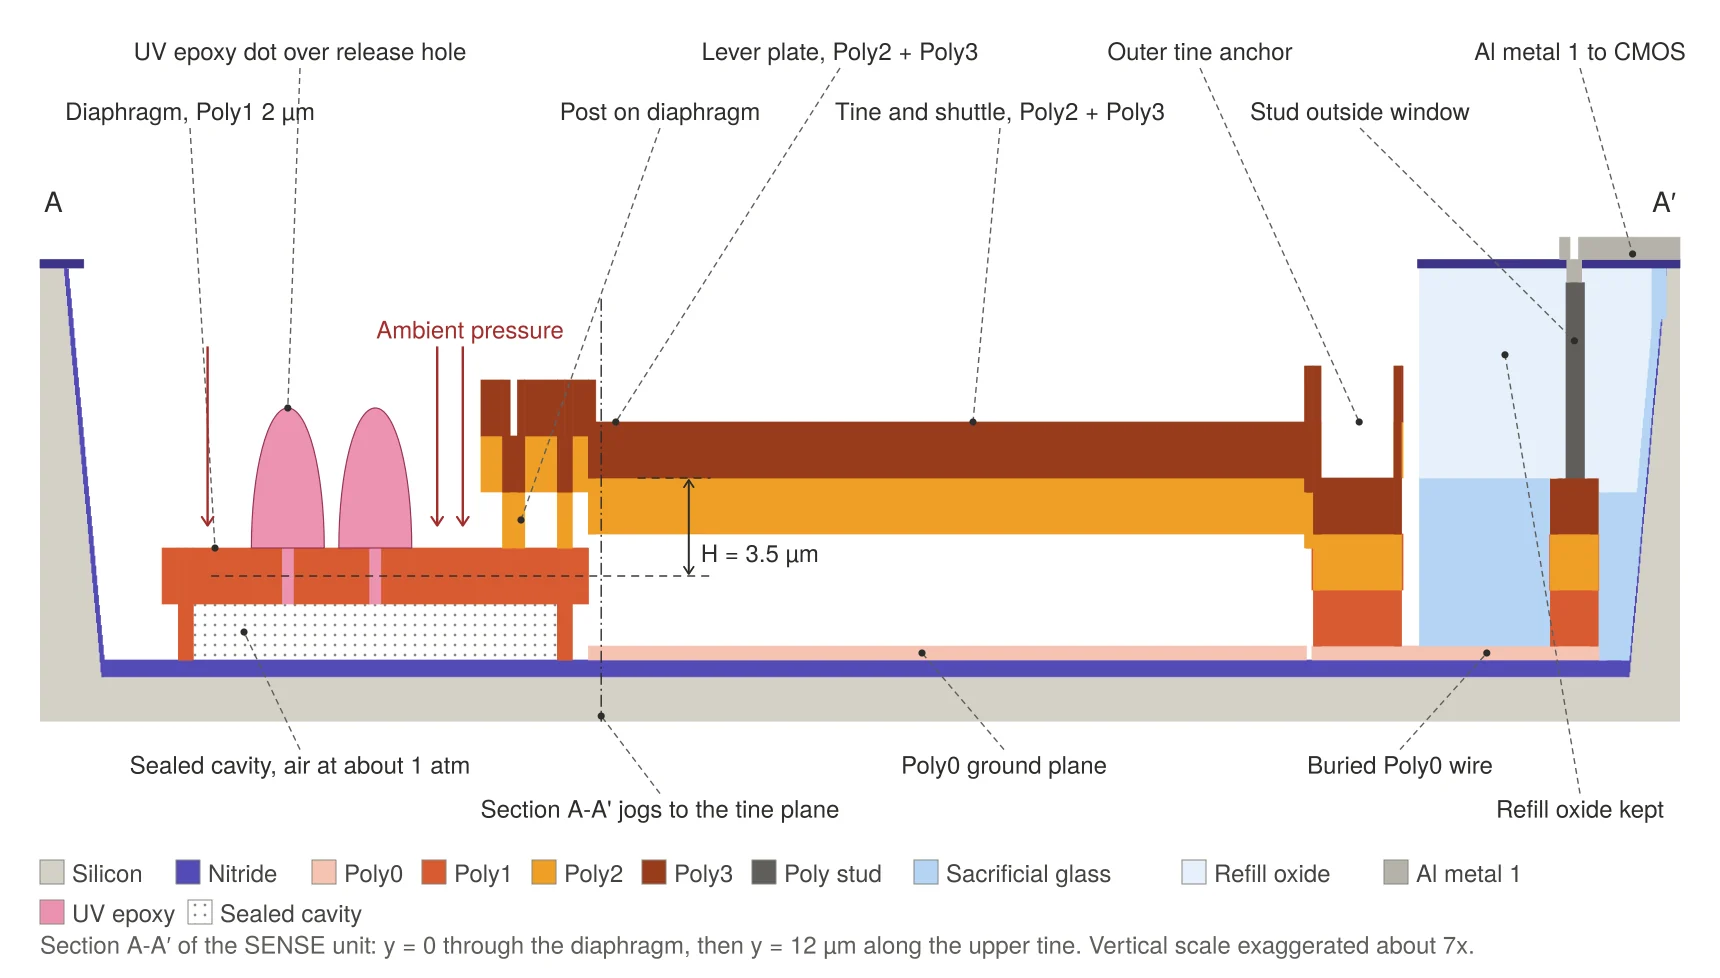 UV epoxy dot over release hole
Lever plate, Poly2 + Poly3
Outer tine anchor
Al metal 1 to CMOS
Diaphragm, Poly1 2 µm
Post on diaphragm
Tine and shuttle, Poly2 + Poly3
Stud outside window
A
A′
Ambient pressure
H = 3.5 µm
Sealed cavity, air at about 1 atm
Poly0 ground plane
Buried Poly0 wire
Section A-A' jogs to the tine plane
Refill oxide kept
Silicon
Nitride
Poly0
Poly1
Poly2
Poly3
Poly stud
Sacrificial glass
Refill oxide
Al metal 1
UV epoxy
Sealed cavity
Section A-A′ of the SENSE unit: y = 0 through the diaphragm, then y = 12 µm along the upper tine. Vertical scale exaggerated about 7x.